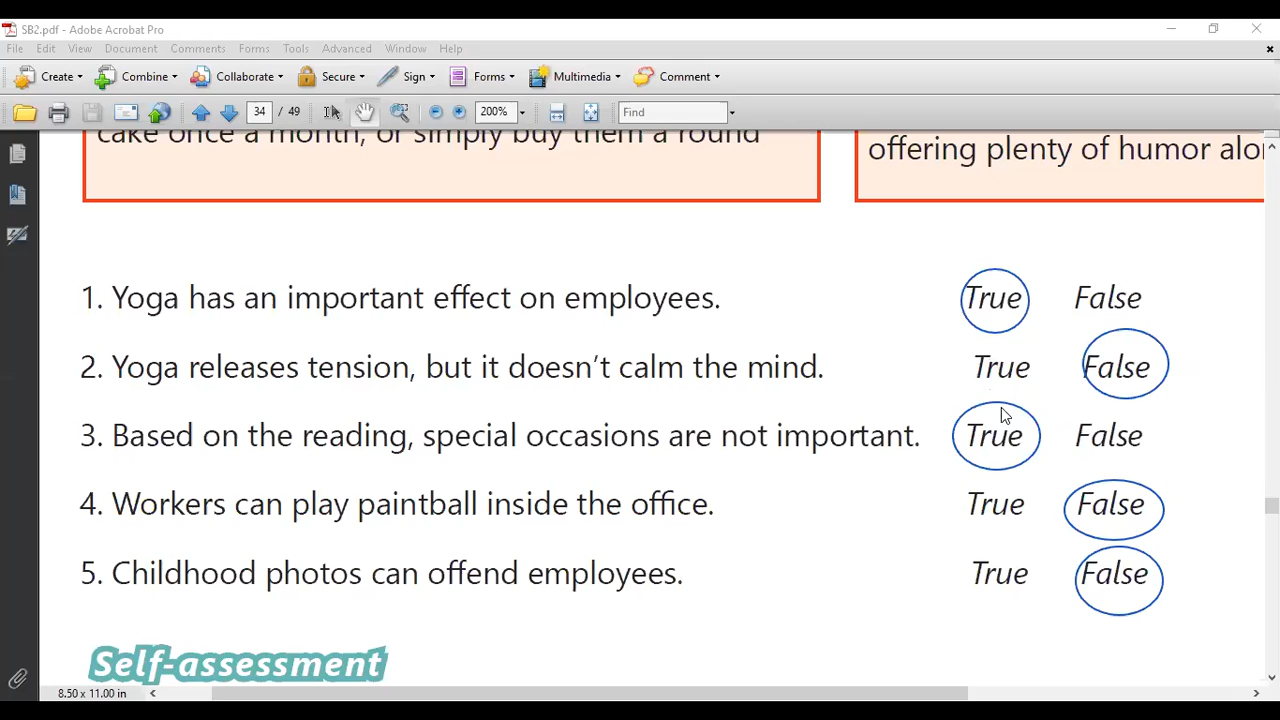 SB2.pdf - Adobe Acrobat Pro
File Edit View Document Comments Forms Tools Advanced Window Help
Create Combine Collaborate Secure Sign Forms Multimedia Comment
34 / 49 200% Find
cake once a month, or simply buy them a round
offering plenty of humor alon
1. Yoga has an important effect on employees. True False
2. Yoga releases tension, but it doesn’t calm the mind. True False
3. Based on the reading, special occasions are not important. True False
4. Workers can play paintball inside the office. True False
5. Childhood photos can offend employees. True False
Self-assessment
8.50 x 11.00 in